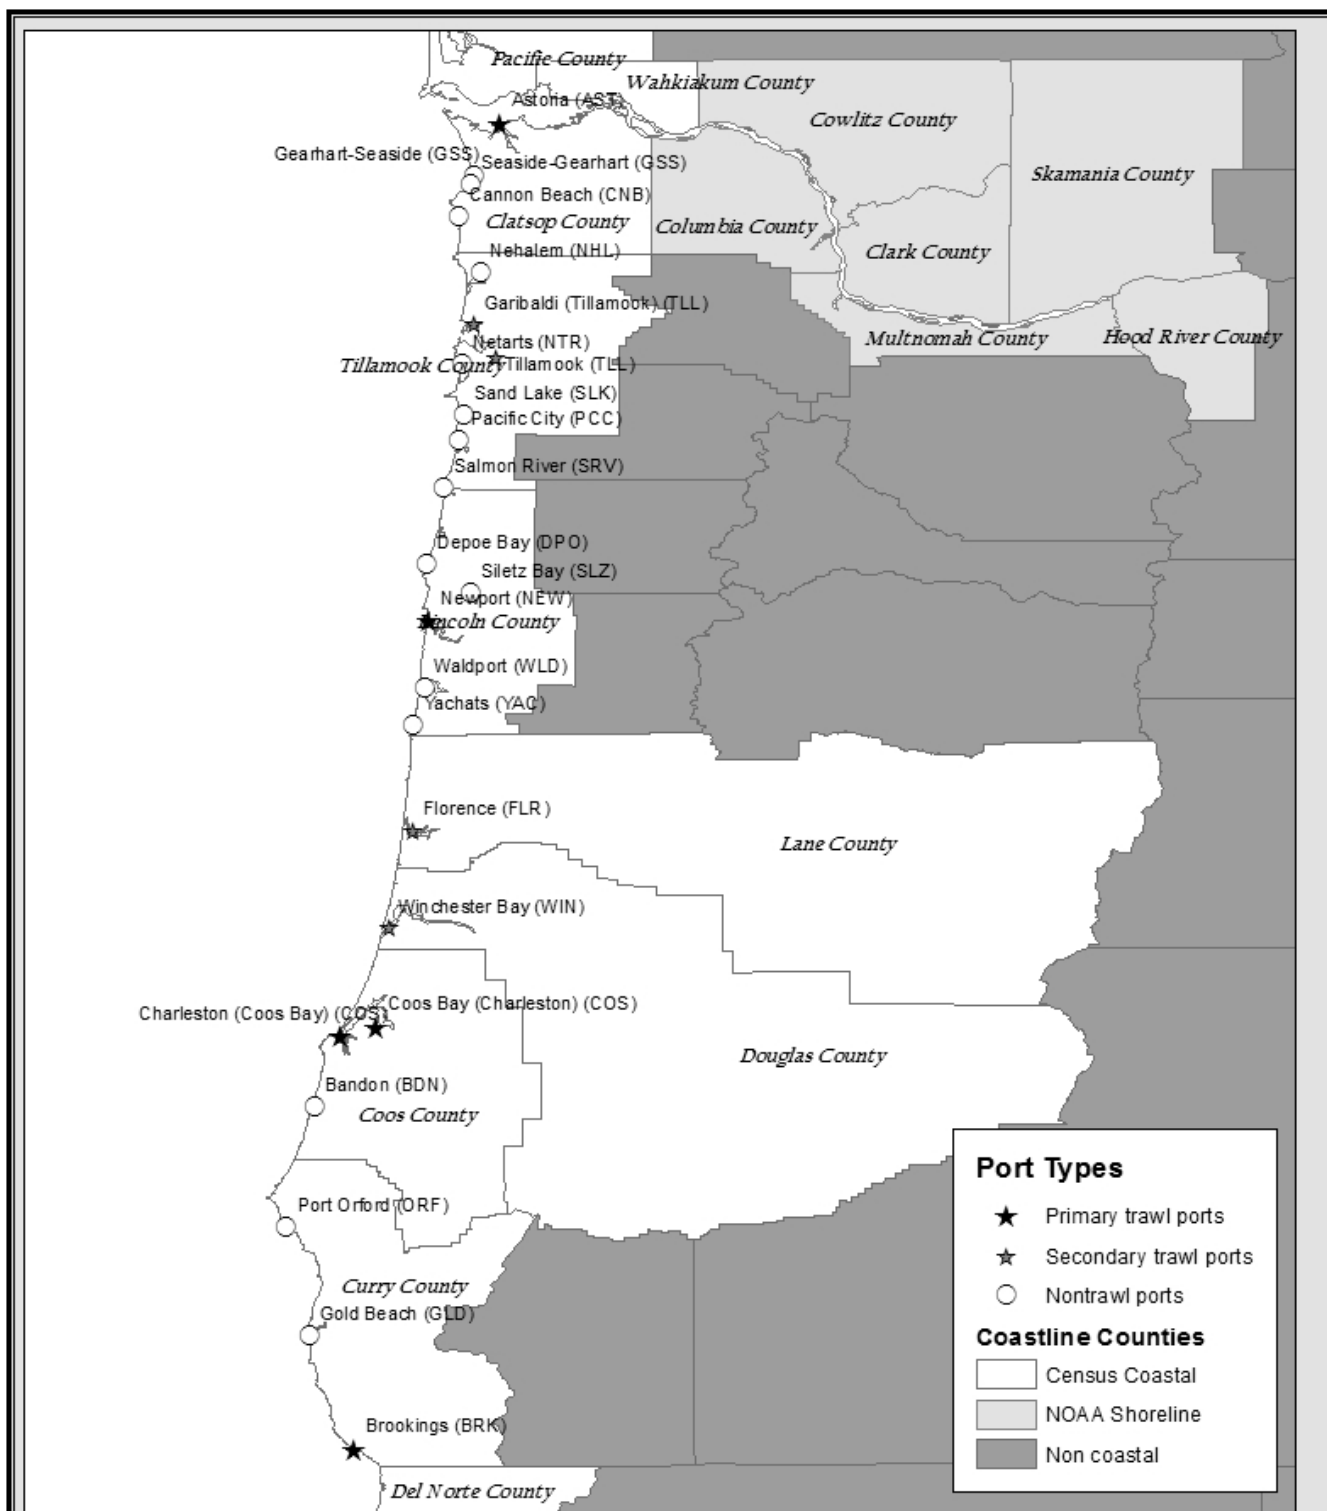 Pacific County
Wahkiakum County
Astoria (AST)
Cowlitz County
Gearhart-Seaside (GSS)
Seaside-Gearhart (GSS)
Skamania County
Cannon Beach (CNB)
Clatsop County
Columbia County
Nehalem (NHL)
Clark County
Garibaldi (Tillamook) (TLL)
Netarts (NTR)
Multnomah County
Hood River County
Tillamook County
Tillamook (TLL)
Sand Lake (SLK)
Pacific City (PCC)
Salmon River (SRV)
Depoe Bay (DPO)
Siletz Bay (SLZ)
Newport (NEW)
Lincoln County
Waldport (WLD)
Yachats (YAC)
Florence (FLR)
Lane County
Winchester Bay (WIN)
Coos Bay (Charleston) (COS)
Charleston (Coos Bay) (COS)
Douglas County
Bandon (BDN)
Coos County
Port Orford (ORF)
Curry County
Gold Beach (GLD)
Brookings (BRK)
Del Norte County
Port Types
Primary trawl ports
Secondary trawl ports
Nontrawl ports
Coastline Counties
Census Coastal
NOAA Shoreline
Non coastal